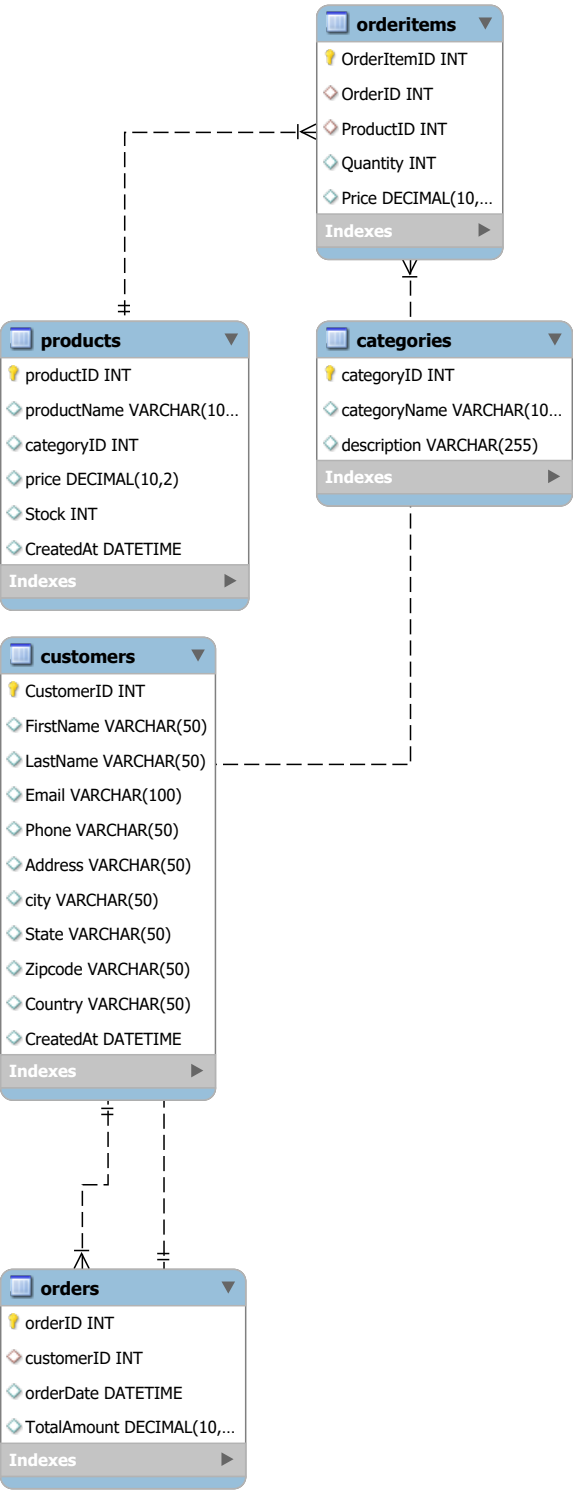 orderitems
OrderItemID INT
OrderID INT
ProductID INT
Quantity INT
Price DECIMAL(10,...
Indexes
products
productID INT
productName VARCHAR(10...
categoryID INT
price DECIMAL(10,2)
Stock INT
CreatedAt DATETIME
Indexes
categories
categoryID INT
categoryName VARCHAR(10...
description VARCHAR(255)
Indexes
customers
CustomerID INT
FirstName VARCHAR(50)
LastName VARCHAR(50)
Email VARCHAR(100)
Phone VARCHAR(50)
Address VARCHAR(50)
city VARCHAR(50)
State VARCHAR(50)
Zipcode VARCHAR(50)
Country VARCHAR(50)
CreatedAt DATETIME
Indexes
orders
orderID INT
customerID INT
orderDate DATETIME
TotalAmount DECIMAL(10,...
Indexes